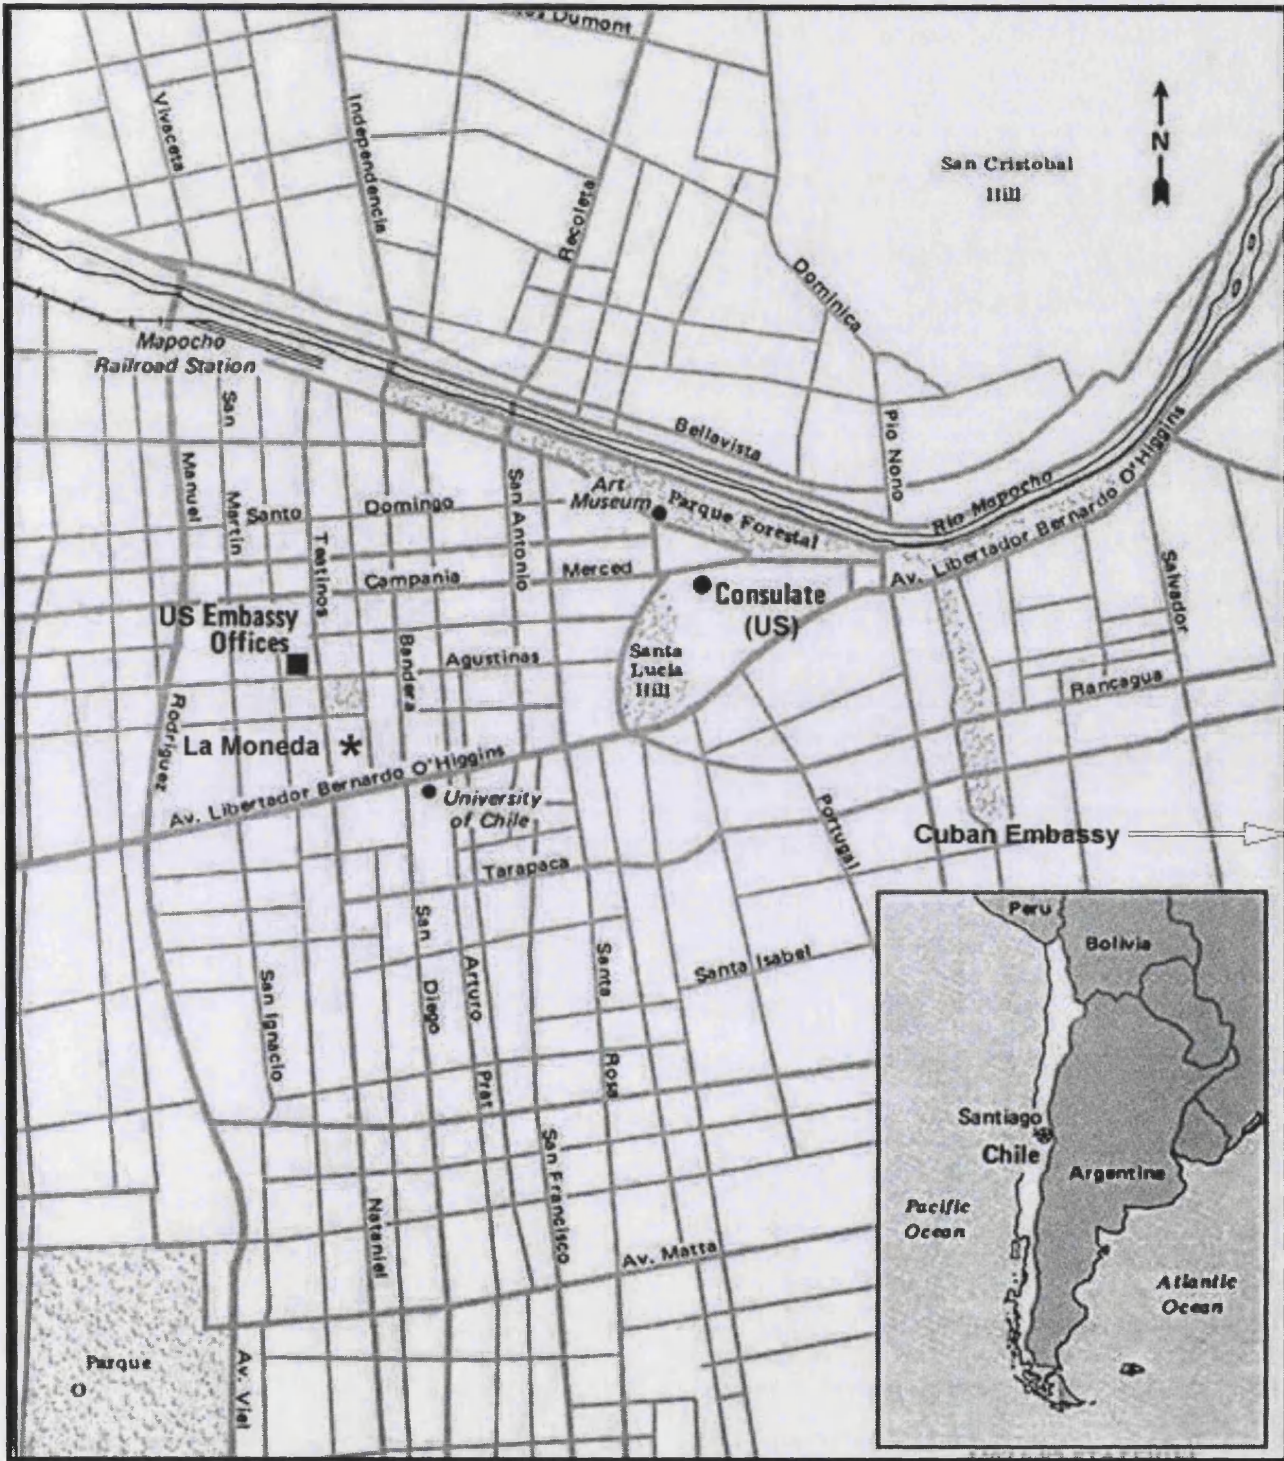 Dumont
N
San Cristobal
Hill
Vivaceta
Independencia
Recoleta
Dominica
Mapocho
Railroad Station
San
Martin
Manuel
Rodriguez
Bellavista
Pio Nono
Rio Mapocho
Av. Libertador Bernardo O'Higgins
Art
Museum
Parque Forestal
Santo
Domingo
San Antonio
Teatinos
Campania
Merced
Consulate
(US)
Salvador
US Embassy
Offices
Bandera
Agustinas
Santa
Lucia
Hill
Rancagua
La Moneda *
Av. Libertador Bernardo O'Higgins
University
of Chile
Portugal
Cuban Embassy
Tarapaca
San
Diego
Arturo
Prat
Santa
Rosa
Santa Isabel
San Ignacio
San Francisco
Nataniel
Av. Matta
Parque
O
Av. Viel
Peru
Bolivia
Santiago
Chile
Argentina
Pacific
Ocean
Atlantic
Ocean